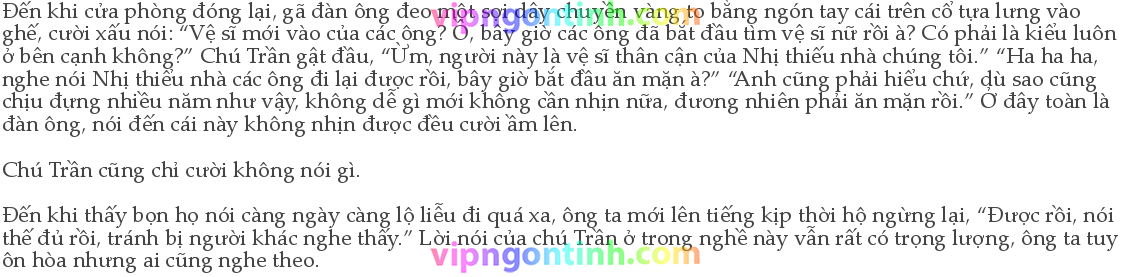 Đến khi cửa phòng đóng lại, gã đàn ông đeo một sợi dây chuyền vàng to bằng ngón tay cái trên cổ tựa lưng vào
ghế, cười xấu nói: “Vệ sĩ mới vào của các ông? Ồ, bây giờ các ông đã bắt đầu tìm vệ sĩ nữ rồi à? Có phải là kiểu luôn
ở bên cạnh không?” Chú Trần gật đầu, “Ừm, người này là vệ sĩ thân cận của Nhị thiếu nhà chúng tôi.” “Ha ha ha,
nghe nói Nhị thiếu nhà các ông đi lại được rồi, bây giờ bắt đầu ăn mặn à?” “Anh cũng phải hiểu chứ, dù sao cũng
chịu đựng nhiều năm như vậy, không dễ gì mới không cần nhịn nữa, đương nhiên phải ăn mặn rồi.” Ở đây toàn là
đàn ông, nói đến cái này không nhịn được đều cười ầm lên.
Chú Trần cũng chỉ cười không nói gì.
Đến khi thấy bọn họ nói càng ngày càng lộ liễu đi quá xa, ông ta mới lên tiếng kịp thời hộ ngừng lại, “Được rồi, nói
thế đủ rồi, tránh bị người khác nghe thấy.” Lời nói của chú Trần ở trong nghề này vẫn rất có trọng lượng, ông ta tuy
ôn hòa nhưng ai cũng nghe theo.
vipngontinh.com
vipngontinh.com